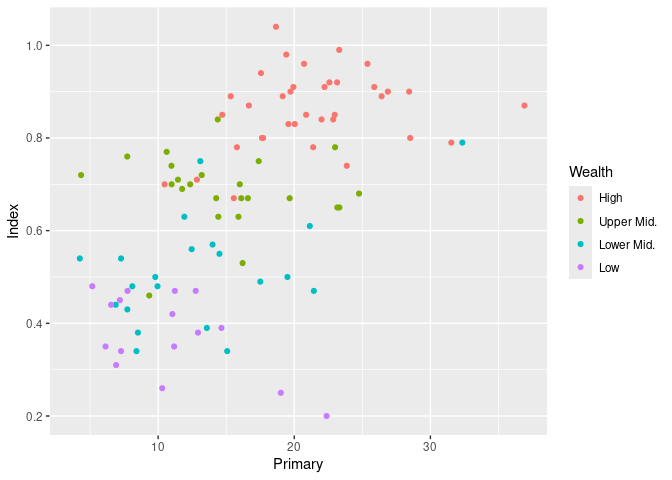 1.0
0.8
0.6
0.4
0.2
Index
10 20 30
Primary
Wealth
High
Upper Mid.
Lower Mid.
Low